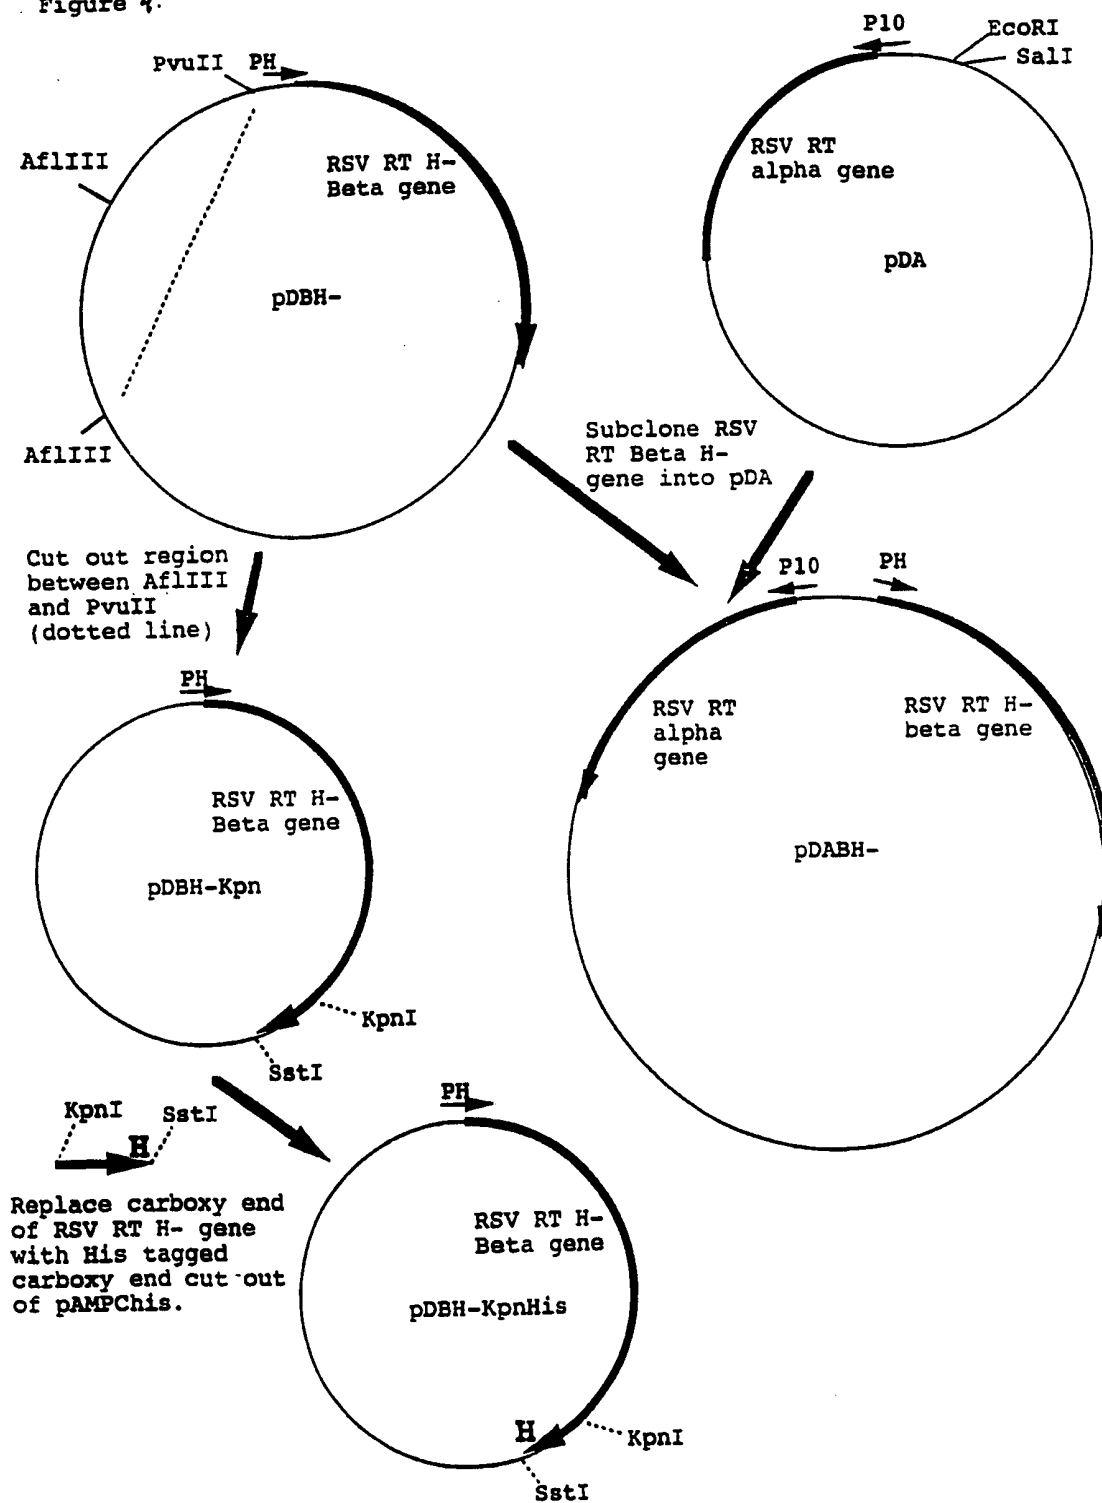 Figure
P10
EcoRI
SalI
PvuII
PH
AflIII
RSV RT H-
Beta gene
RSV RT
alpha gene
pDA
pDBH-
AflIII
Subclone RSV
RT Beta H-
gene into pDA
Cut out region
between AflIII
and PvuII
(dotted line)
P10
PH
PH
RSV RT
alpha
gene
RSV RT H-
beta gene
RSV RT H-
Beta gene
pDABH-
pDBH-Kpn
KpnI
SstI
KpnI
SstI
H
PH
Replace carboxy end
of RSV RT H- gene
with His tagged
carboxy end cut out
of pAMPChis.
RSV RT H-
Beta gene
pDBH-KpnHis
H
KpnI
SstI